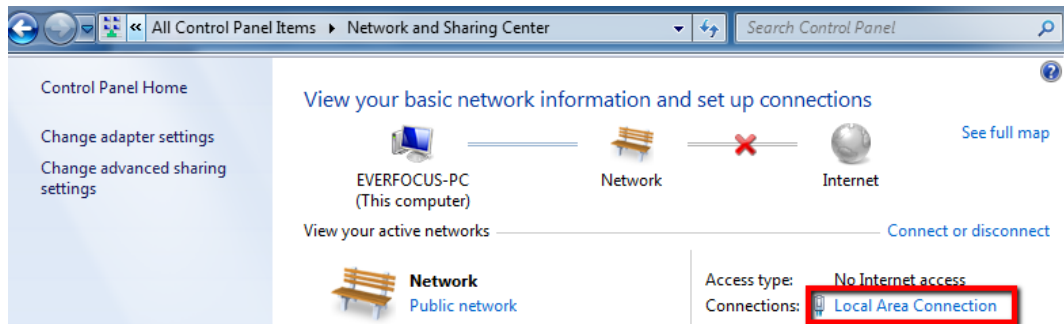 « All Control Panel Items ▸ Network and Sharing Center Search Control Panel
Control Panel Home
Change adapter settings
Change advanced sharing
settings
View your basic network information and set up connections
See full map
EVERFOCUS-PC
(This computer)
Network
Internet
View your active networks
Connect or disconnect
Network
Public network
Access type: No Internet access
Connections: Local Area Connection